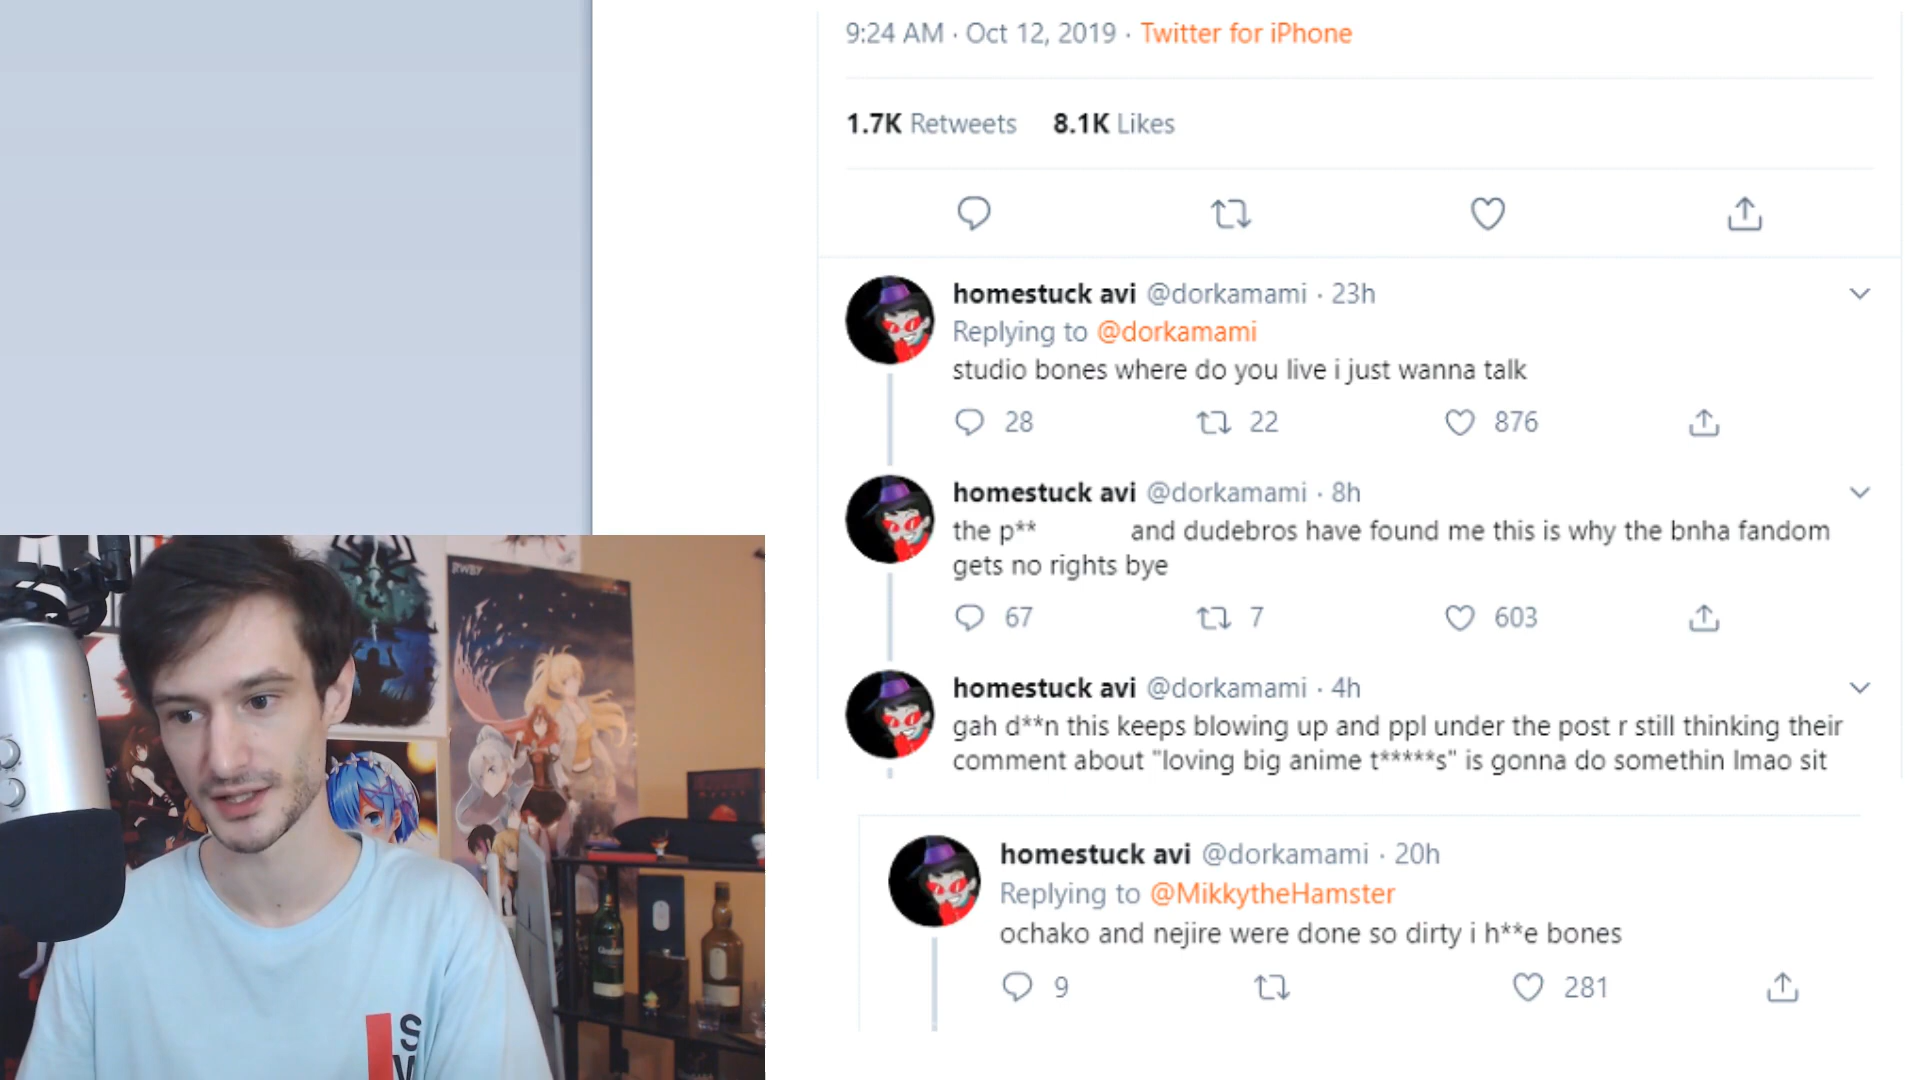 9:24 AM · Oct 12, 2019 · Twitter for iPhone
1.7K Retweets 8.1K Likes
homestuck avi @dorkamami · 23h
Replying to @dorkamami
studio bones where do you live i just wanna talk
28 22 876
homestuck avi @dorkamami · 8h
the p** and dudebros have found me this is why the bnha fandom
gets no rights bye
67 7 603
homestuck avi @dorkamami · 4h
gah d**n this keeps blowing up and ppl under the post r still thinking their
comment about "loving big anime t*****s" is gonna do somethin lmao sit
homestuck avi @dorkamami · 20h
Replying to @MikkytheHamster
ochako and nejire were done so dirty i h**e bones
9 281
RWBY
S
W